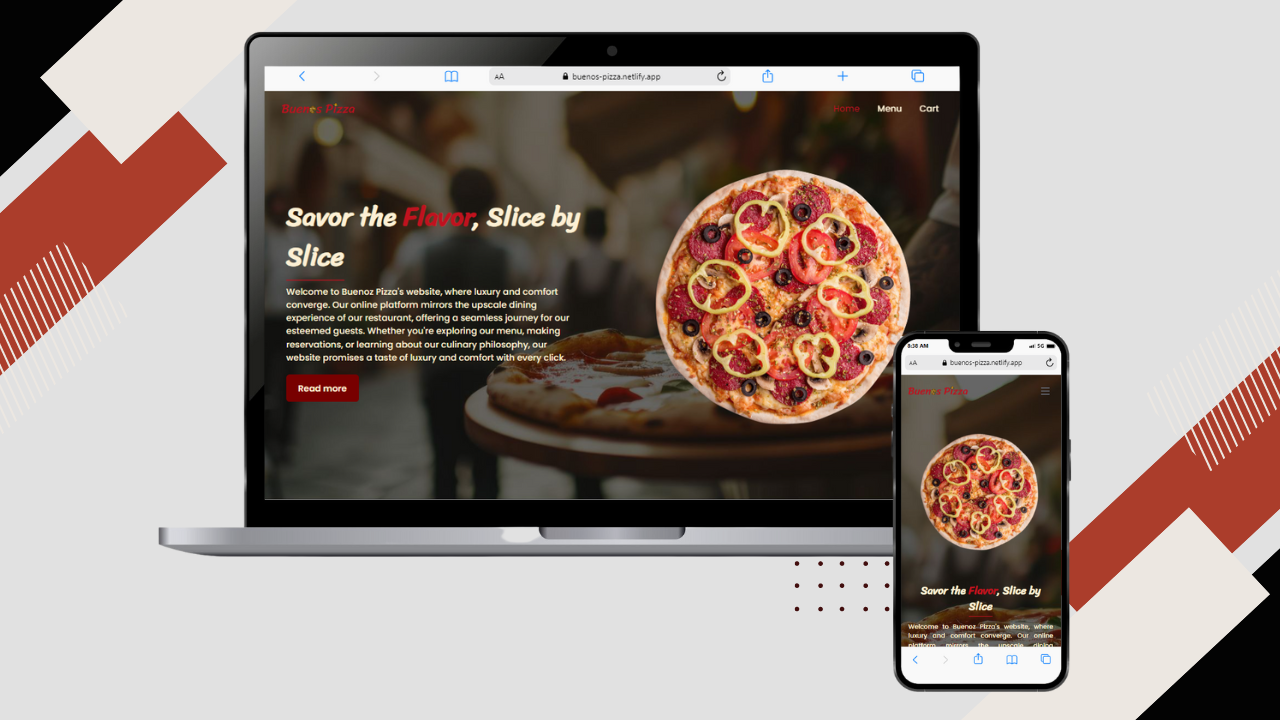 AA buenos-pizza.netlify.app
Buenos Pizza
Home Menu Cart
Savor the Flavor, Slice by
Slice
Welcome to Buenoz Pizza's website, where luxury and comfort
converge. Our online platform mirrors the upscale dining
experience of our restaurant, offering a seamless journey for our
esteemed guests. Whether you're exploring our menu, making
reservations, or learning about our culinary philosophy, our
website promises a taste of luxury and comfort with every click.
Read more
8:38 AM 5G
AA buenos-pizza.netlify.app
Buenos Pizza
Savor the Flavor, Slice by
Slice
Welcome to Buenoz Pizza's website, where
luxury and comfort converge. Our online
platform mirrors the upscale dining